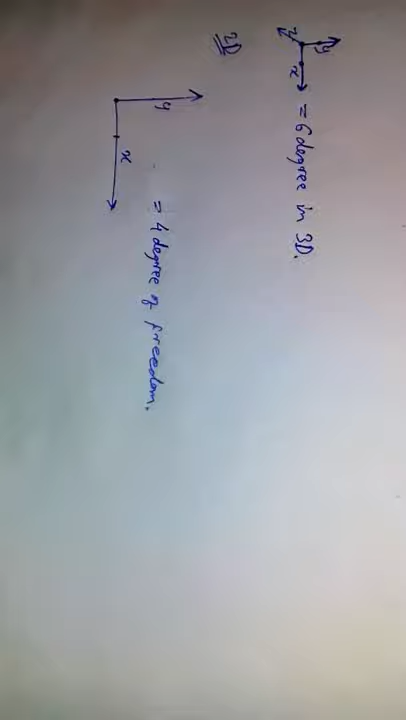 z
y
x = 6 degree in 3D.
2D
y
x
= 4 degree of freedom.